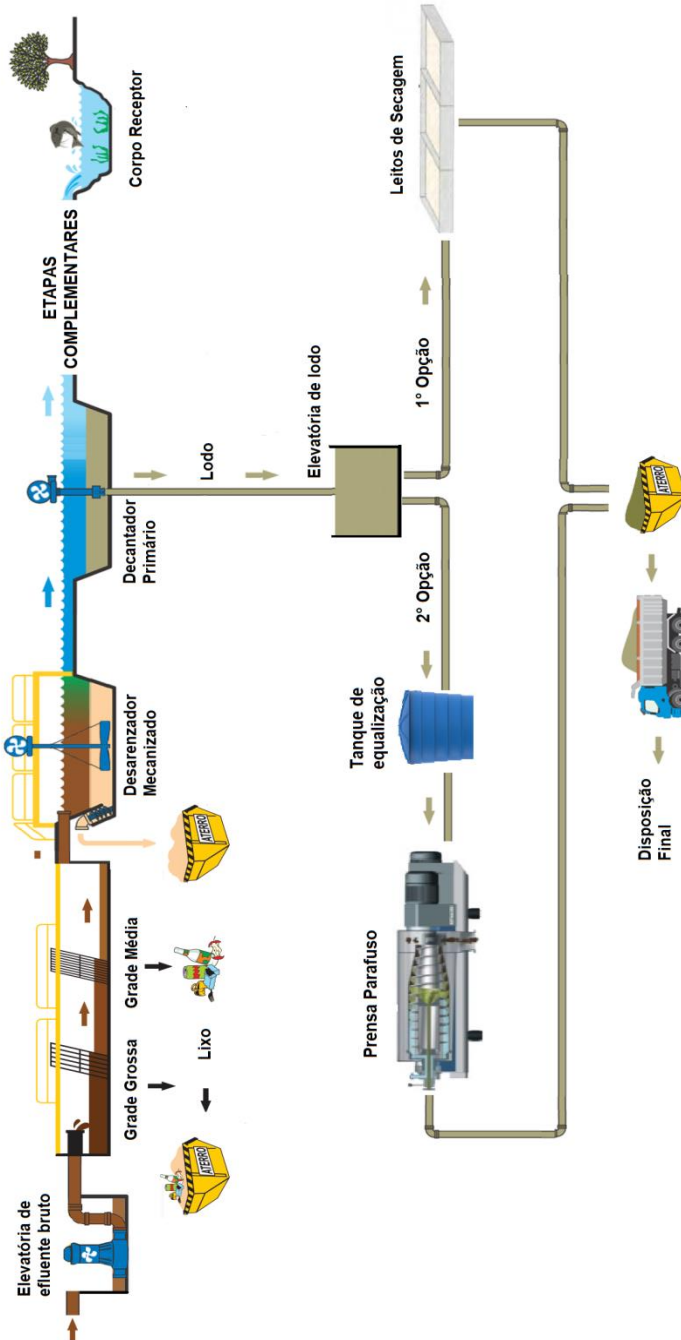 Elevatória de
efluente bruto
Grade Grossa
Grade Média
Lixo
ATERRO
Desarenzador
Mecanizado
ATERRO
Decantador
Primário
ETAPAS
COMPLEMENTARES
Corpo Receptor
Lodo
Elevatória de lodo
2° Opção
1° Opção
Tanque de
equalização
Prensa Parafuso
Leitos de Secagem
ATERRO
Disposição
Final